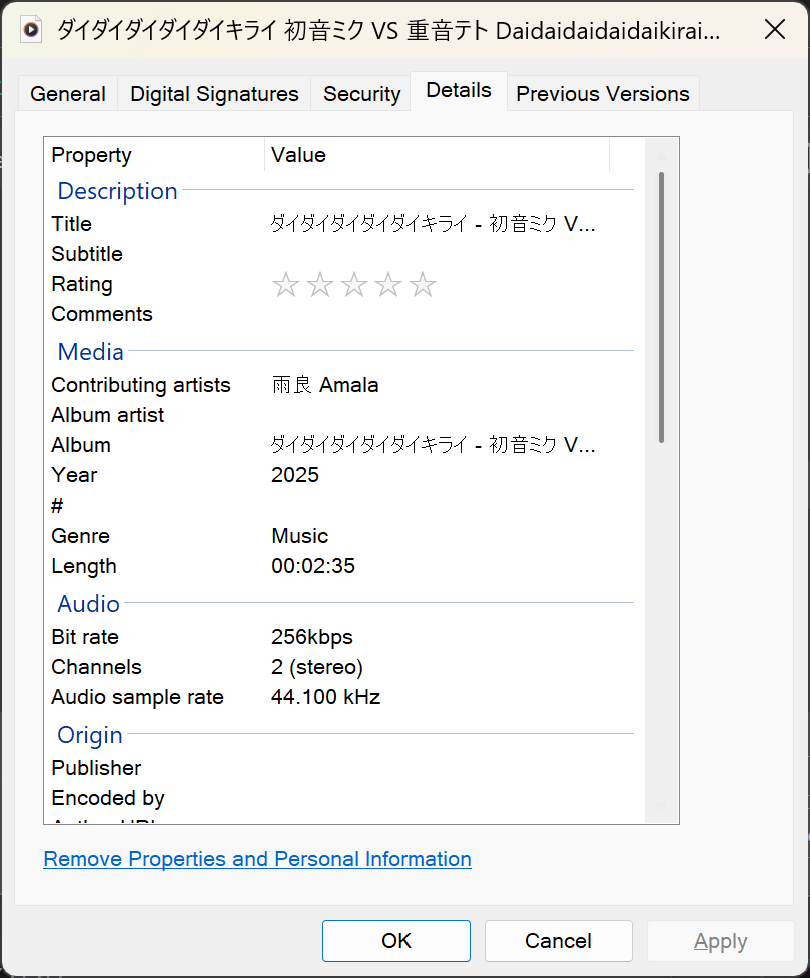 ダイダイダイダイダイキライ 初音ミク VS 重音テト Daidaidaidaidaikirai...
General Digital Signatures Security Details Previous Versions
Property Value
Description
Title ダイダイダイダイダイキライ - 初音ミク V...
Subtitle
Rating
Comments
Media
Contributing artists 雨良 Amala
Album artist
Album ダイダイダイダイダイキライ - 初音ミク V...
Year 2025
#
Genre Music
Length 00:02:35
Audio
Bit rate 256kbps
Channels 2 (stereo)
Audio sample rate 44.100 kHz
Origin
Publisher
Encoded by
Remove Properties and Personal Information
OK Cancel Apply